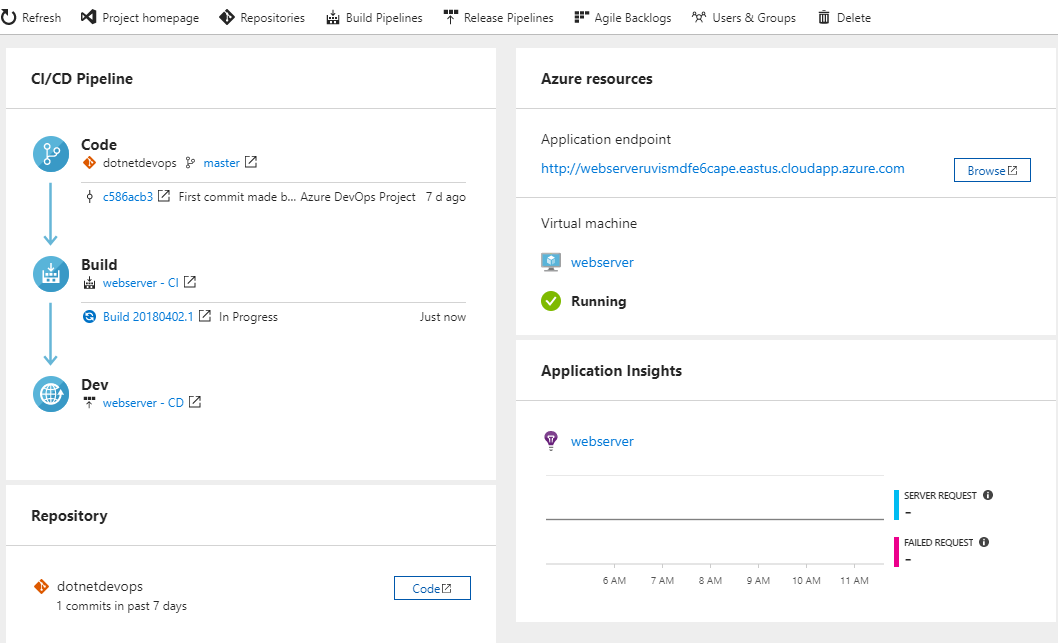 Refresh Project homepage Repositories Build Pipelines Release Pipelines Agile Backlogs Users & Groups Delete
CI/CD Pipeline
Code
dotnetdevops master
c586acb3 First commit made b... Azure DevOps Project 7 d ago
Build
webserver - CI
Build 20180402.1 In Progress Just now
Dev
webserver - CD
Repository
dotnetdevops
1 commits in past 7 days
Code
Azure resources
Application endpoint
http://webserveruvismdfe6cape.eastus.cloudapp.azure.com
Browse
Virtual machine
webserver
Running
Application Insights
webserver
SERVER REQUEST
--
FAILED REQUEST
--
6 AM 7 AM 8 AM 9 AM 10 AM 11 AM